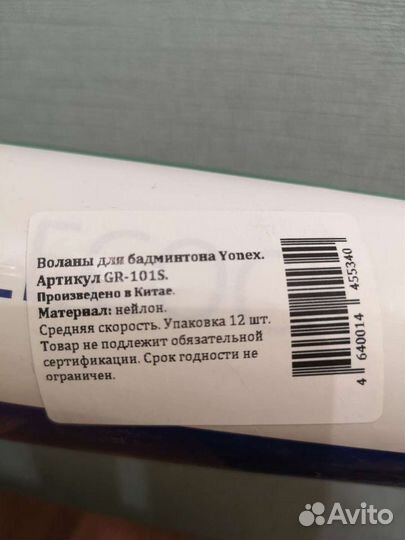 Воланы для бадминтона Yonex.
Артикул GR-101S.
Произведено в Китае.
Материал: нейлон.
Средняя скорость. Упаковка 12 шт.
Товар не подлежит обязательной
сертификации. Срок годности не
ограничен.
4 640014 455340
Avito